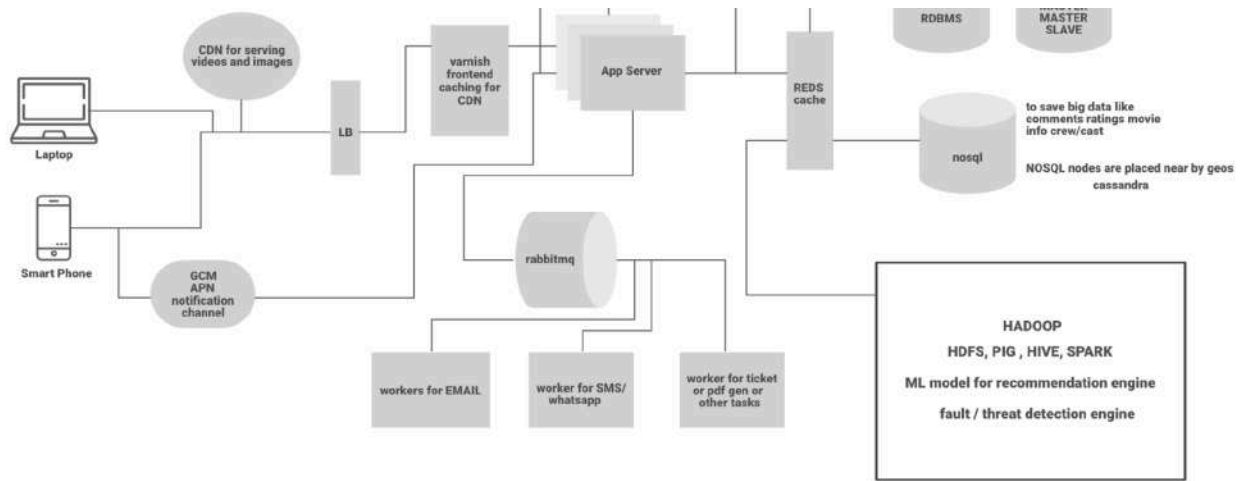 RDBMS
MASTER
MASTER
SLAVE
CDN for serving
videos and images
varnish
frontend
caching for
CDN
App Server
REDS
cache
LB
Laptop
nosql
to save big data like
comments ratings movie
info crew/cast
NOSQL nodes are placed near by geos
cassandra
Smart Phone
GCM
APN
notification
channel
rabbitmq
workers for EMAIL
worker for SMS/
whatsapp
worker for ticket
or pdf gen or
other tasks
HADOOP
HDFS, PIG , HIVE, SPARK
ML model for recommendation engine
fault / threat detection engine